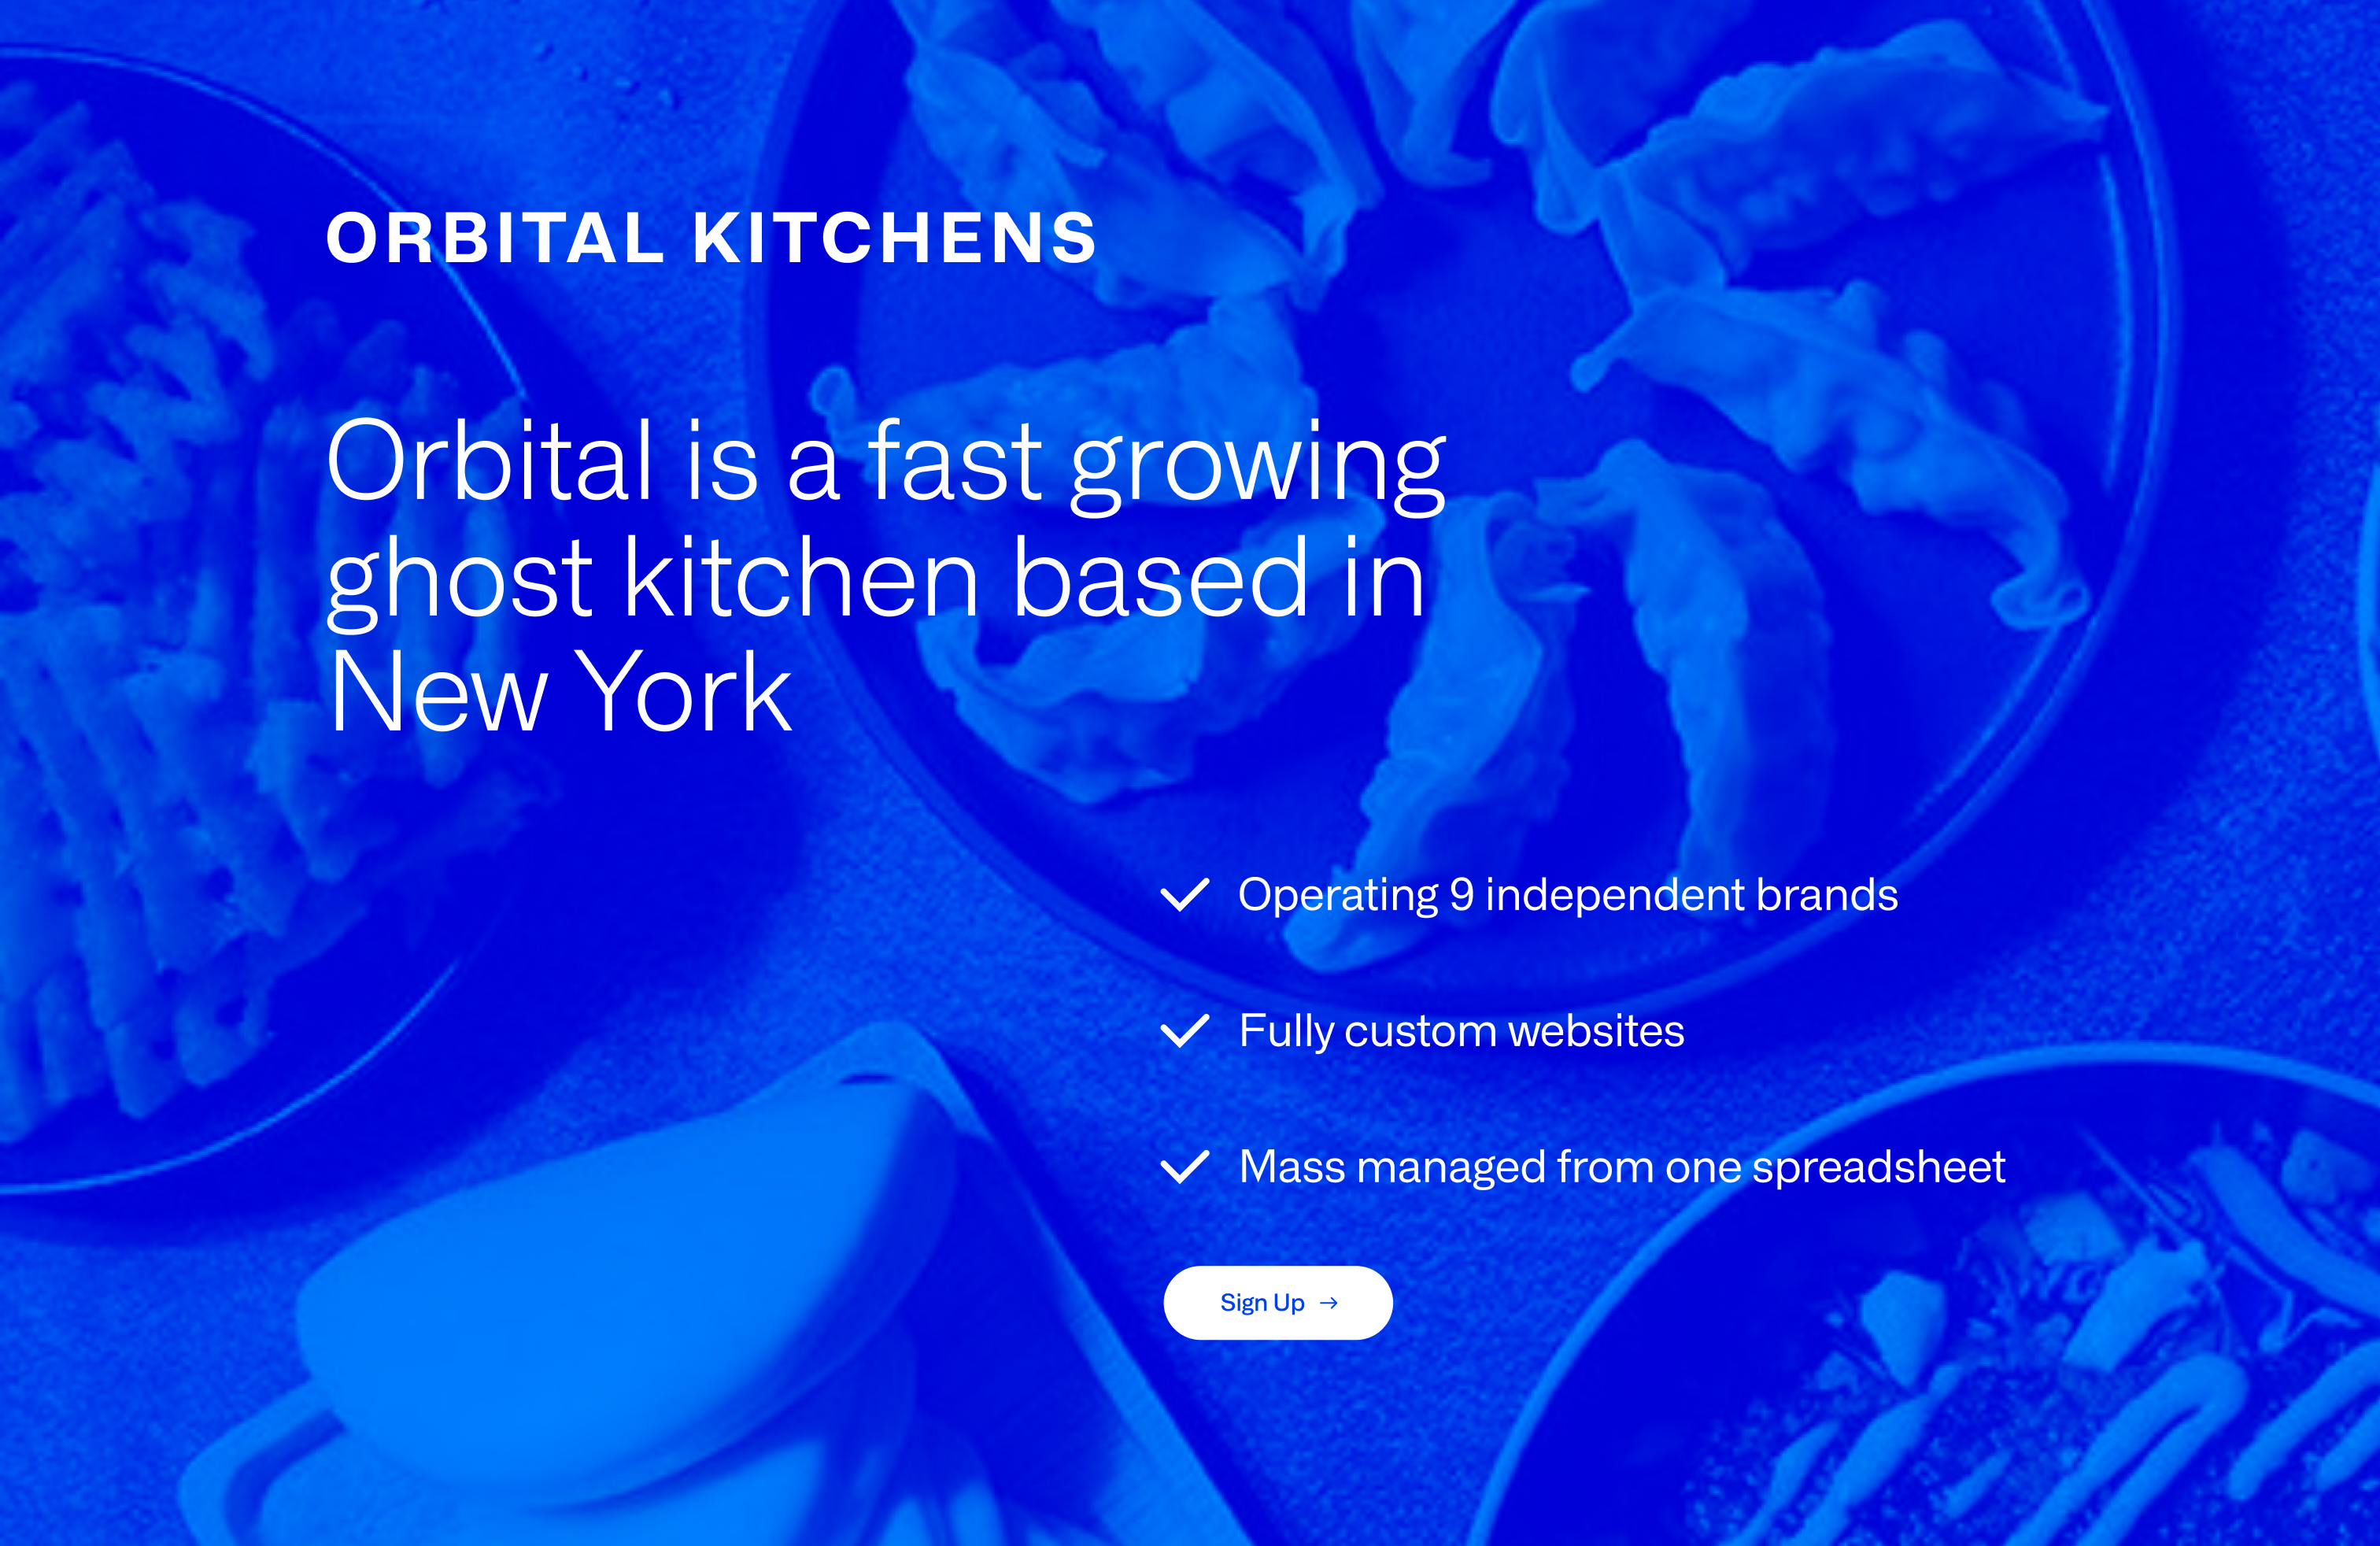 ORBITAL KITCHENS
Orbital is a fast growing
ghost kitchen based in
New York
Operating 9 independent brands
Fully custom websites
Mass managed from one spreadsheet
Sign Up →